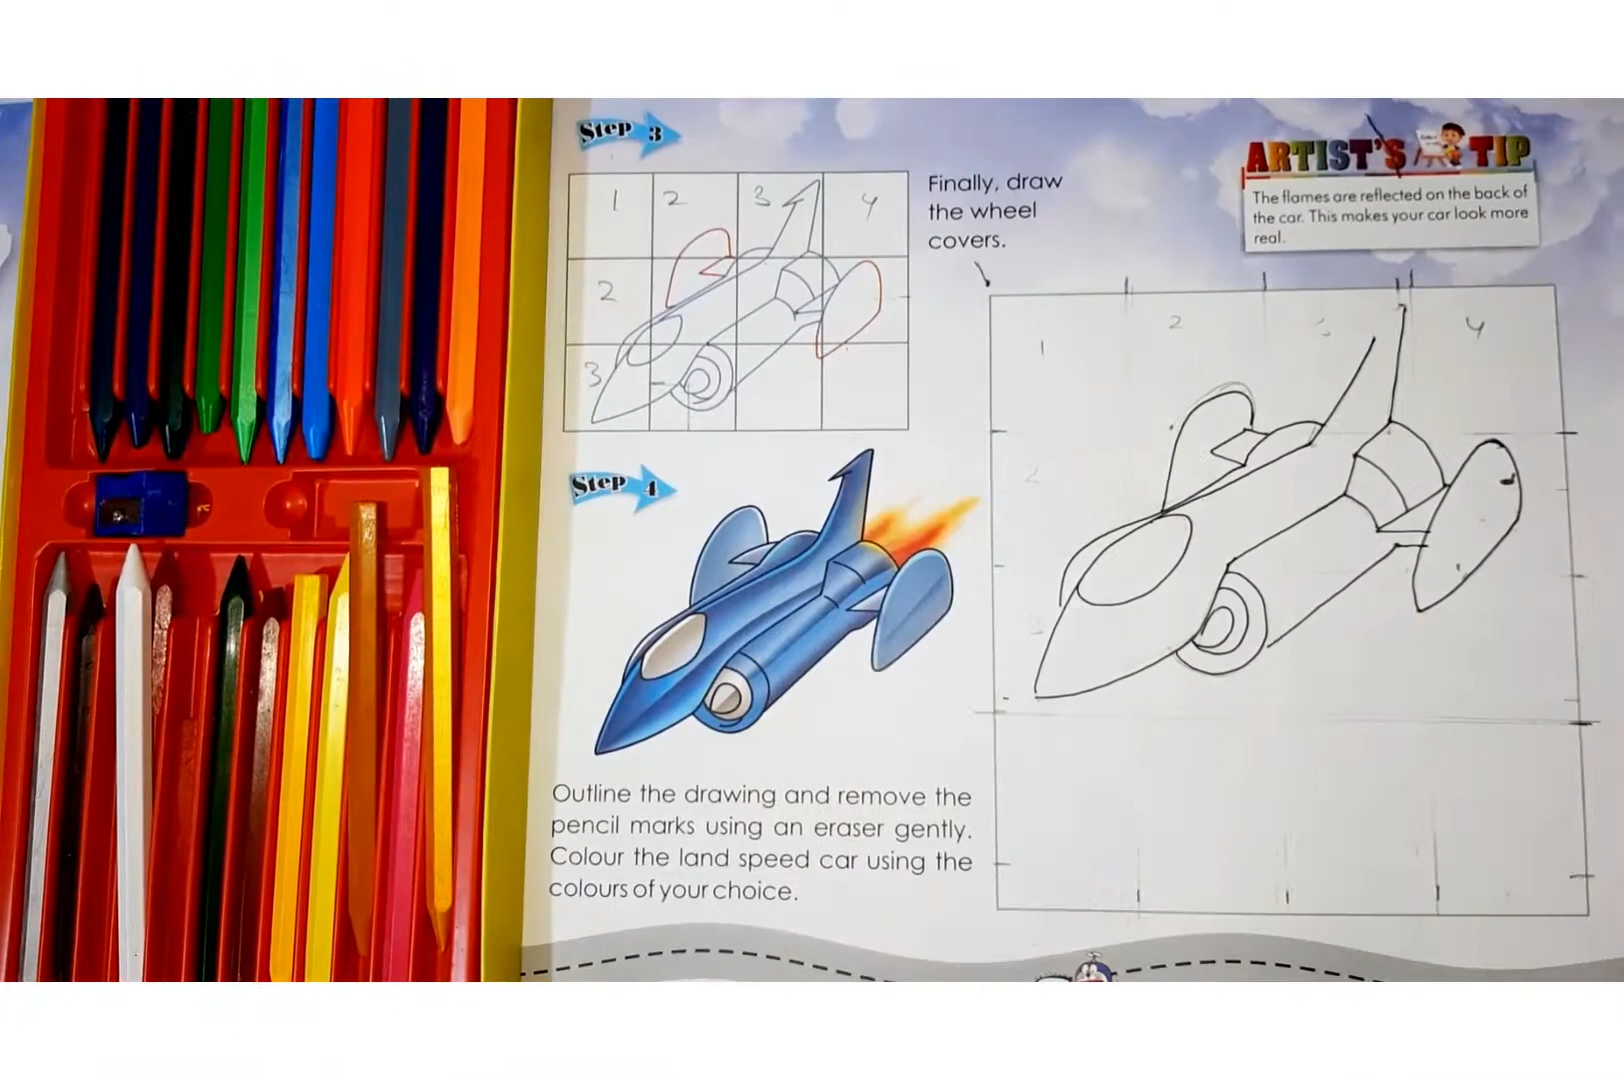 Step 3
1 2 3 4
2
3
Finally, draw
the wheel
covers.
ARTIST'S TIP
The flames are reflected on the back of
the car. This makes your car look more
real.
Step 4
Outline the drawing and remove the
pencil marks using an eraser gently.
Colour the land speed car using the
colours of your choice.
1 2 3 4
2